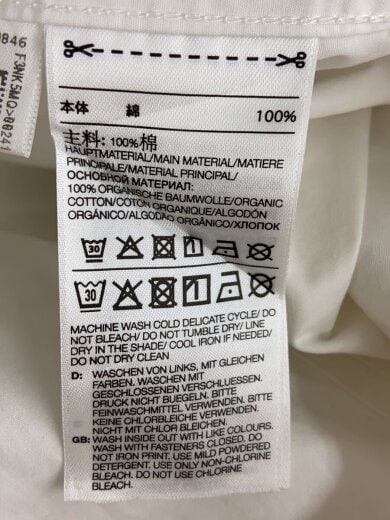 本体 綿 100%
主料: 100%棉
HAUPTMATERIAL/MAIN MATERIAL/MATIERE
PRINCIPALE/MATERIAL PRINCIPAL/
ОСНОВНОЙ МАТЕРИАЛ:
100% ORGANISCHE BAUMWOLLE/ORGANIC
COTTON/COTON ORGANIQUE/ALGODÓN
ORGÁNICO/ALGODÃO ORGÂNICO/ХЛОПОК
30
30
MACHINE WASH COLD DELICATE CYCLE/ DO
NOT BLEACH/ DO NOT TUMBLE DRY/ LINE
DRY IN THE SHADE/ COOL IRON IF NEEDED/
DO NOT DRY CLEAN
D: WASCHEN VON LINKS, MIT GLEICHEN
FARBEN. WASCHEN MIT
GESCHLOSSENEN VERSCHLÜSSEN.
DRUCK NICHT BUEGELN. BITTE
FEINWASCHMITTEL VERWENDEN. BITTE
KEINE CHLORBLEICHE VERWENDEN.
NICHT MIT CHLOR BLEICHEN.
GB: WASH INSIDE OUT WITH LIKE COLOURS.
WASH WITH FASTENERS CLOSED. DO
NOT IRON PRINT. USE MILD POWDERED
DETERGENT. USE ONLY NON-CHLORINE
BLEACH. DO NOT USE CHLORINE
BLEACH.